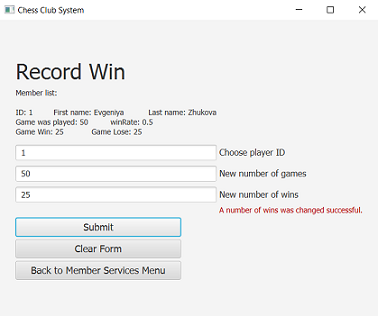 Chess Club System
Record Win
Member list:
ID: 1 First name: Evgeniya Last name: Zhukova
Game was played: 50 winRate: 0.5
Game Win: 25 Game Lose: 25
1 Choose player ID
50 New number of games
25 New number of wins
A number of wins was changed successful.
Submit
Clear Form
Back to Member Services Menu